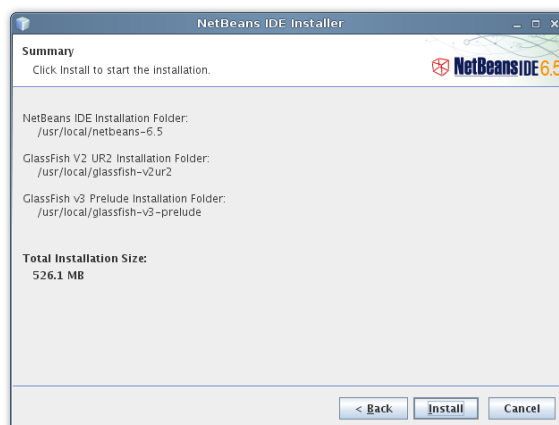 NetBeans IDE Installer
Summary
Click Install to start the installation.
NetBeans IDE 6.5
NetBeans IDE Installation Folder:
/usr/local/netbeans-6.5
GlassFish V2 UR2 Installation Folder:
/usr/local/glassfish-v2ur2
GlassFish v3 Prelude Installation Folder:
/usr/local/glassfish-v3-prelude
Total Installation Size:
526.1 MB
< Back
Install
Cancel